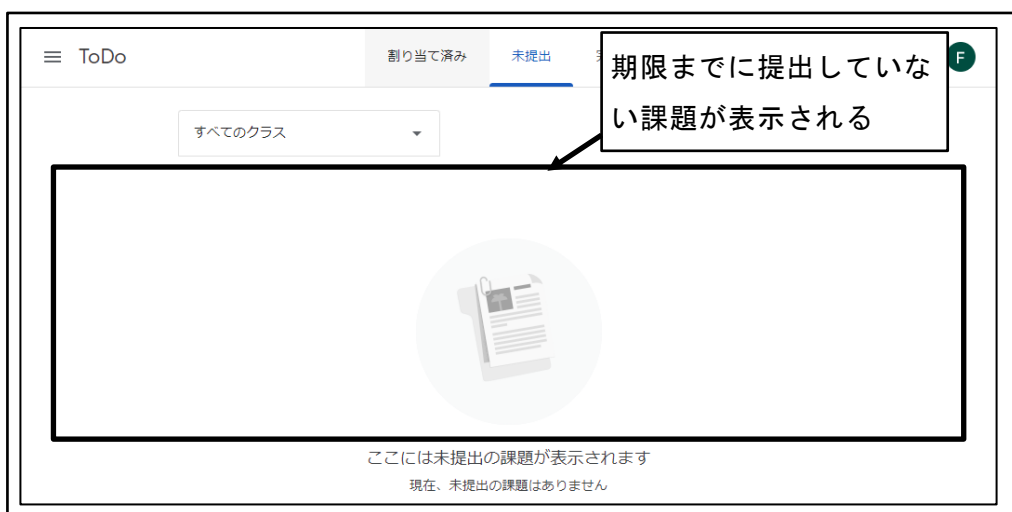 ToDo
割り当て済み
未提出
F
期限までに提出していな
い課題が表示される
すべてのクラス
ここには未提出の課題が表示されます
現在、未提出の課題はありません